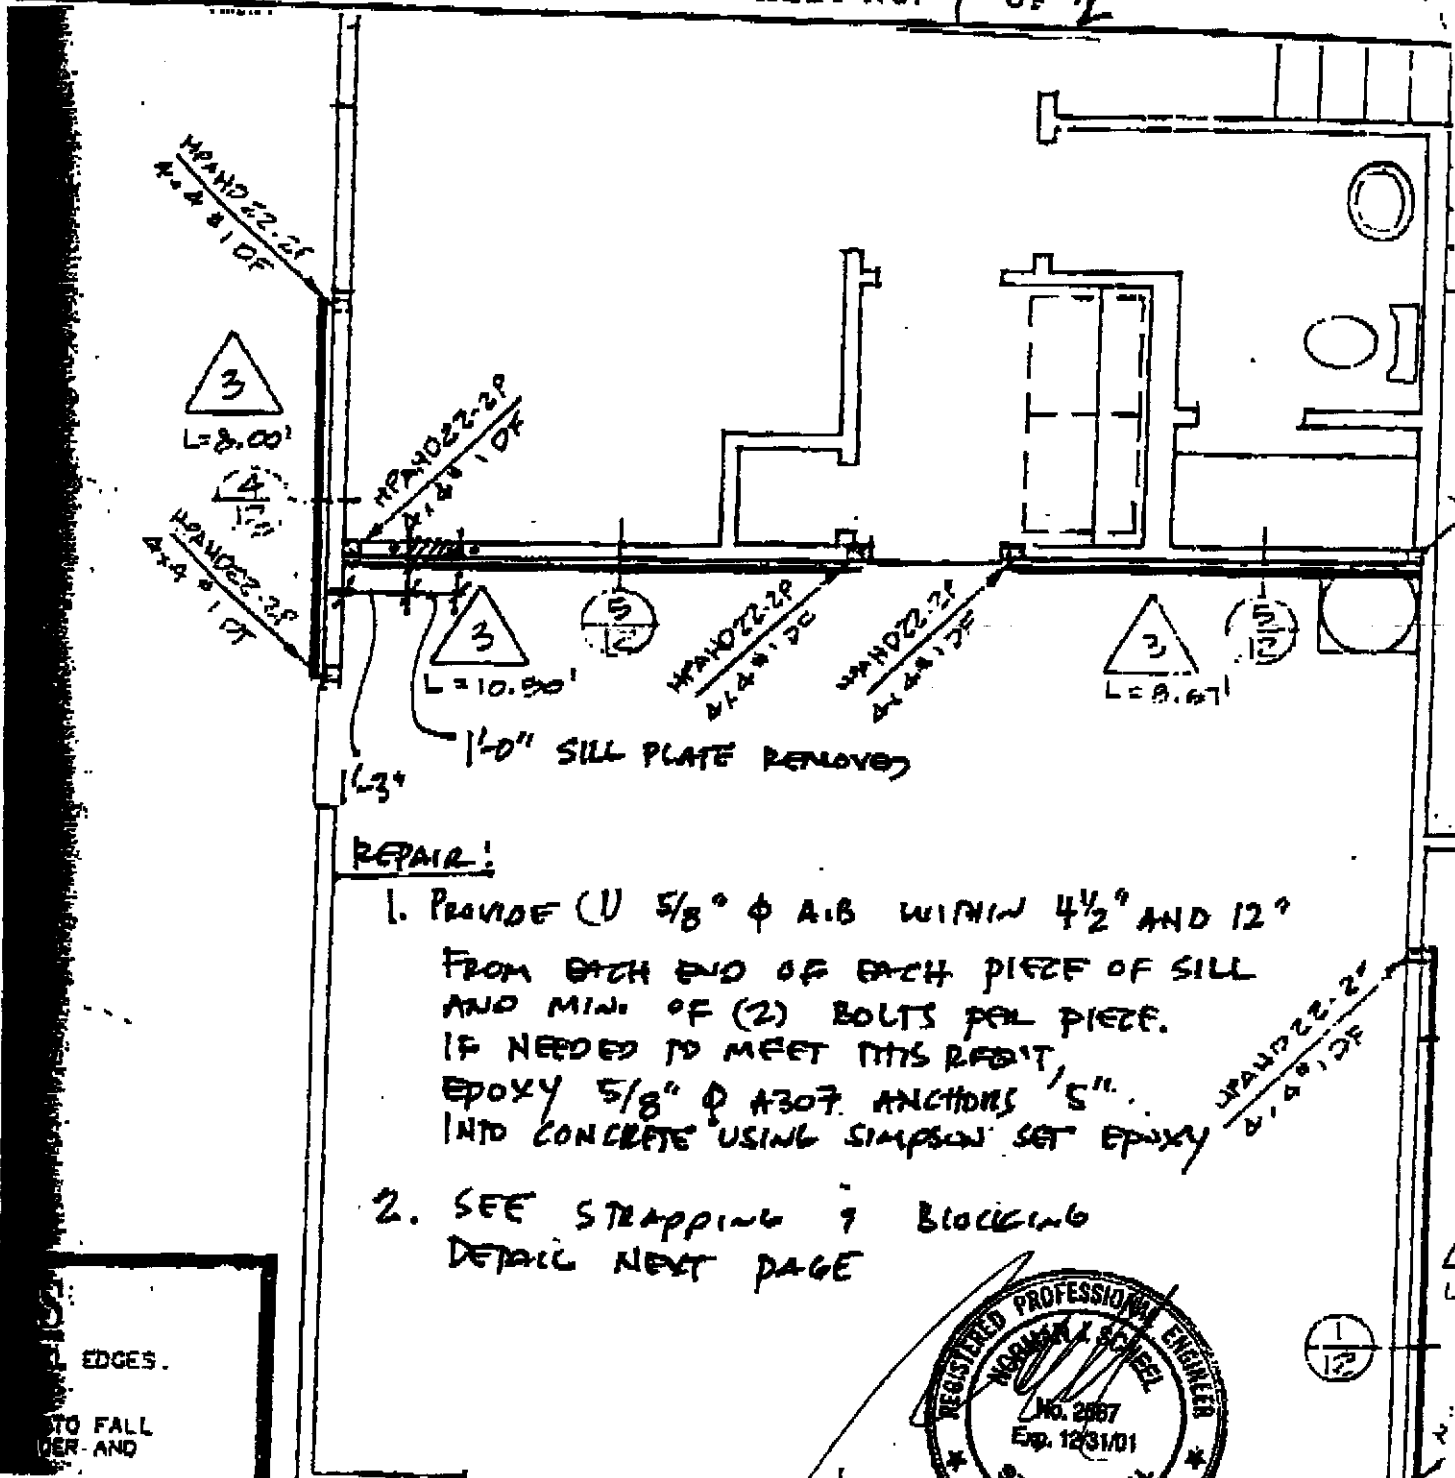 OF 2
HPAHD22-2P
4x4 #1 DF
3
L=8.00'
4
12
HPAHD22-2P
4x4 #1 DF
HPAHD22-2P
4x4 #1 DF
3
L=10.50'
5
12
HPAHD22-2P
4x4 #1 DF
HPAHD22-2P
4x4 #1 DF
3
L=8.67'
5
12
1'-0" SILL PLATE REMOVED
1'-3"
REPAIR:
1. PROVIDE (1) 5/8" φ A.B WITHIN 4½" AND 12"
FROM EACH END OF EACH PIECE OF SILL
AND MIN. OF (2) BOLTS PER PIECE.
IF NEEDED TO MEET THIS REQ'T,
EPOXY 5/8" φ A307 ANCHORS 5"
INTO CONCRETE USING SIMPSON SET EPOXY
HPAHD22-2P
4x4 #1 DF
2. SEE STRAPPING & BLOCKING
DETAIL NEXT PAGE
REGISTERED PROFESSIONAL ENGINEER
SCHEEL
No. 2567
Exp. 12/31/01
1
12
EDGES.
TO FALL
AND